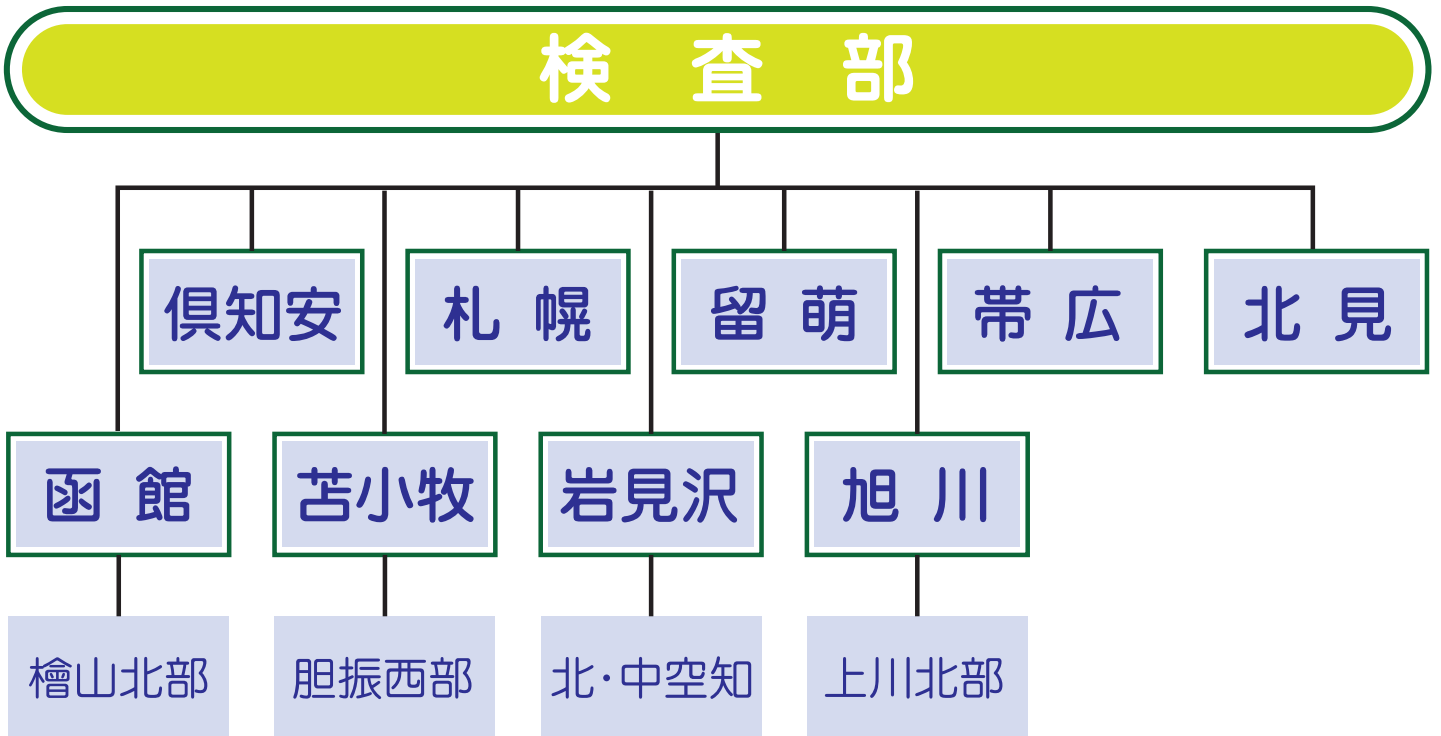 検査部
倶知安
札幌
留萌
帯広
北見
函館
苫小牧
岩見沢
旭川
檜山北部
胆振西部
北・中空知
上川北部